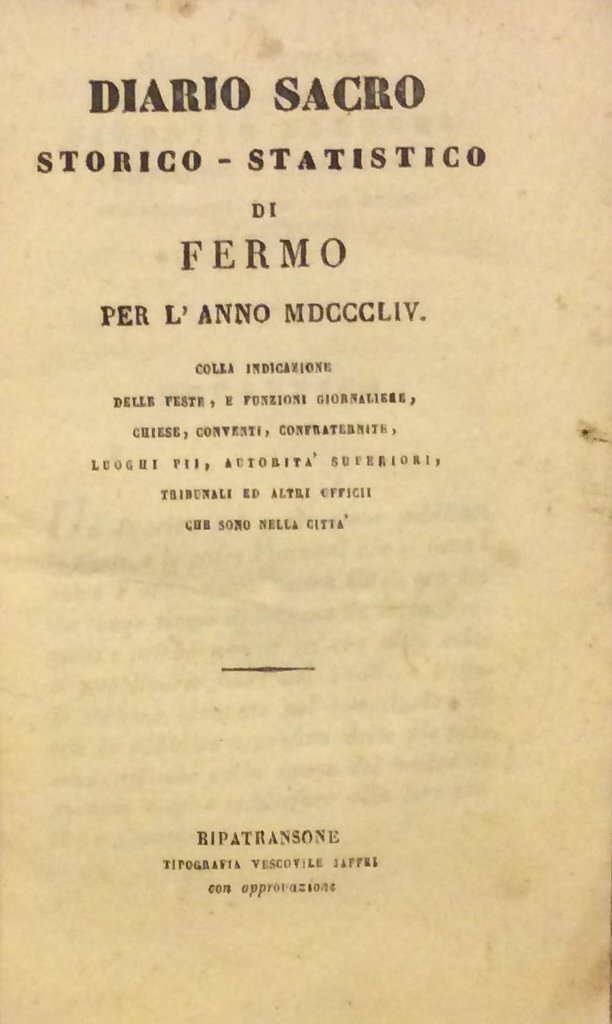 DIARIO SACRO
STORICO - STATISTICO
DI
FERMO
PER L' ANNO MDCCCLIV.
COLLA INDICAZIONE
DELLE FESTE, E FUNZIONI GIORNALIERE,
CHIESE, CONVENTI, CONFRATERNITE,
LUOGHI PII, AUTORITA' SUPERIORI,
TRIBUNALI ED ALTRI UFFICII
CHE SONO NELLA CITTA'
RIPATRANSONE
TIPOGRAFIA VESCOVILE JAFFEI
con approvazione